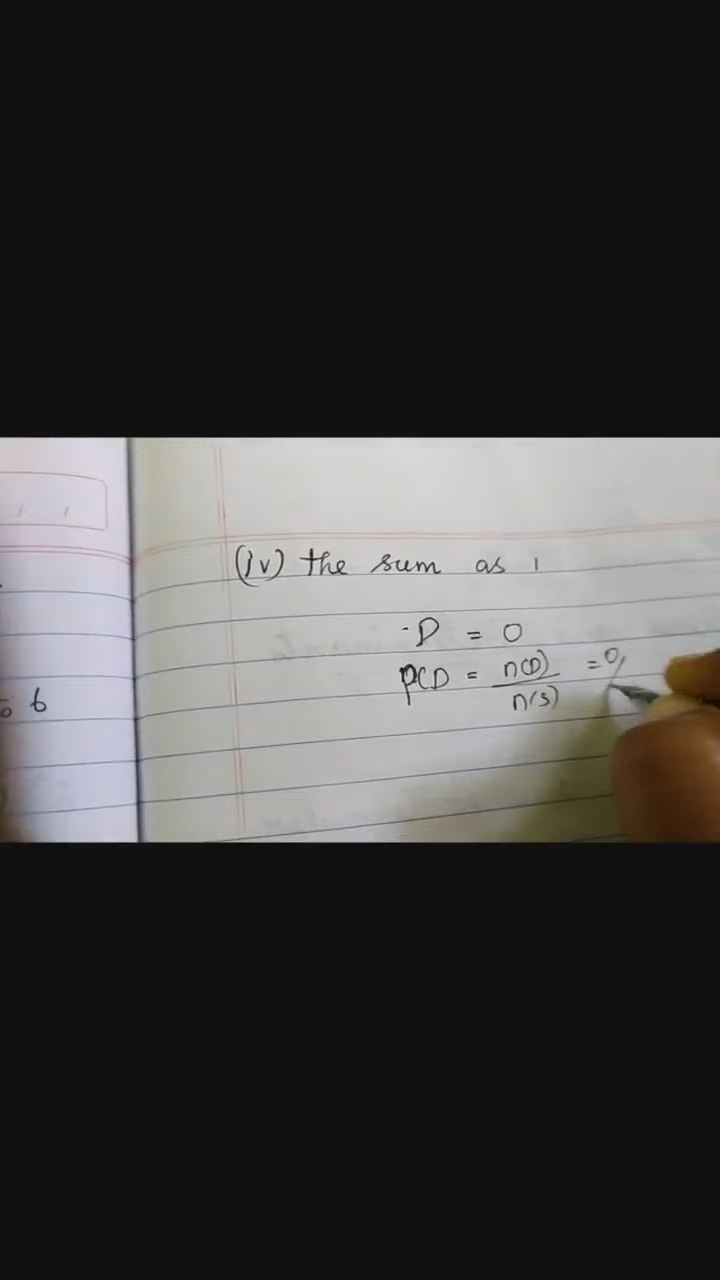 (iv) the sum as 1
D = 0
P(D = n(D)/n(s) = 0/
6